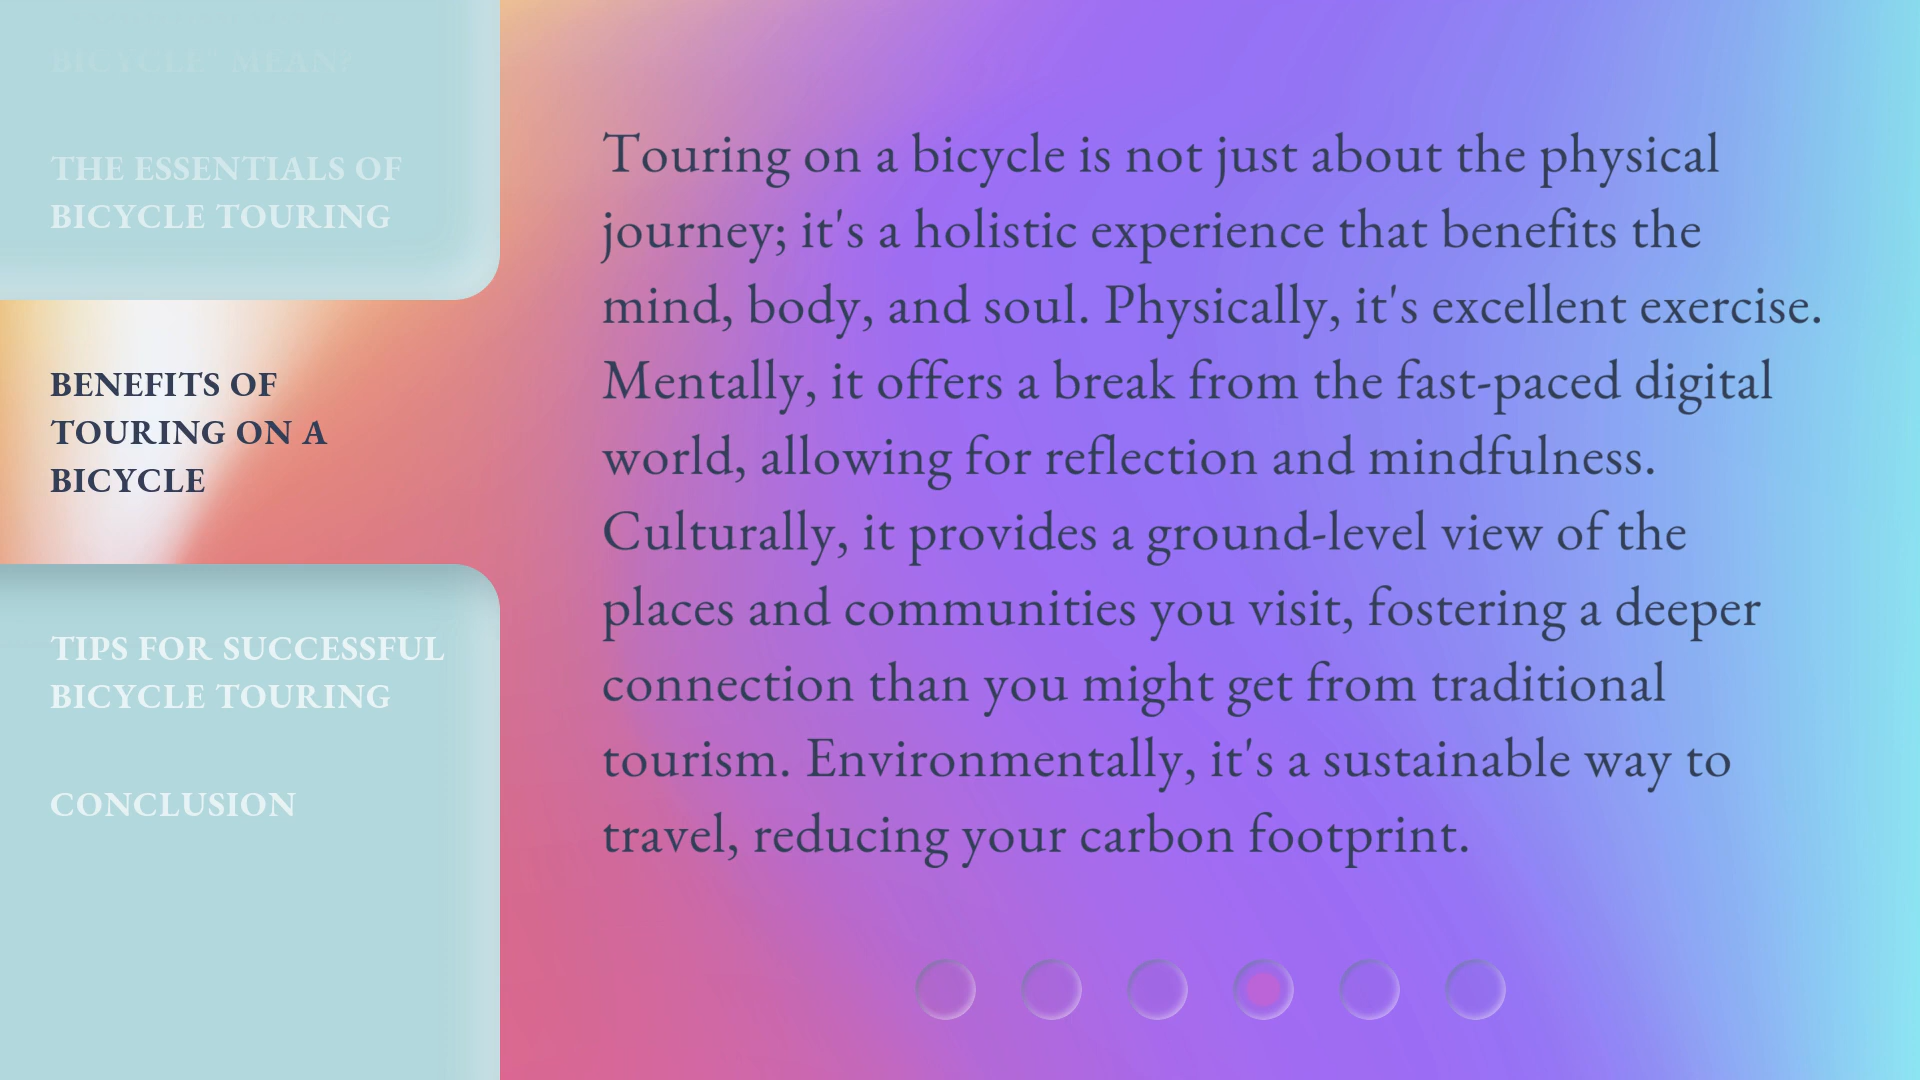 BICYCLE" MEAN?
THE ESSENTIALS OF
BICYCLE TOURING
BENEFITS OF
TOURING ON A
BICYCLE
TIPS FOR SUCCESSFUL
BICYCLE TOURING
CONCLUSION
Touring on a bicycle is not just about the physical
journey; it's a holistic experience that benefits the
mind, body, and soul. Physically, it's excellent exercise.
Mentally, it offers a break from the fast-paced digital
world, allowing for reflection and mindfulness.
Culturally, it provides a ground-level view of the
places and communities you visit, fostering a deeper
connection than you might get from traditional
tourism. Environmentally, it's a sustainable way to
travel, reducing your carbon footprint.